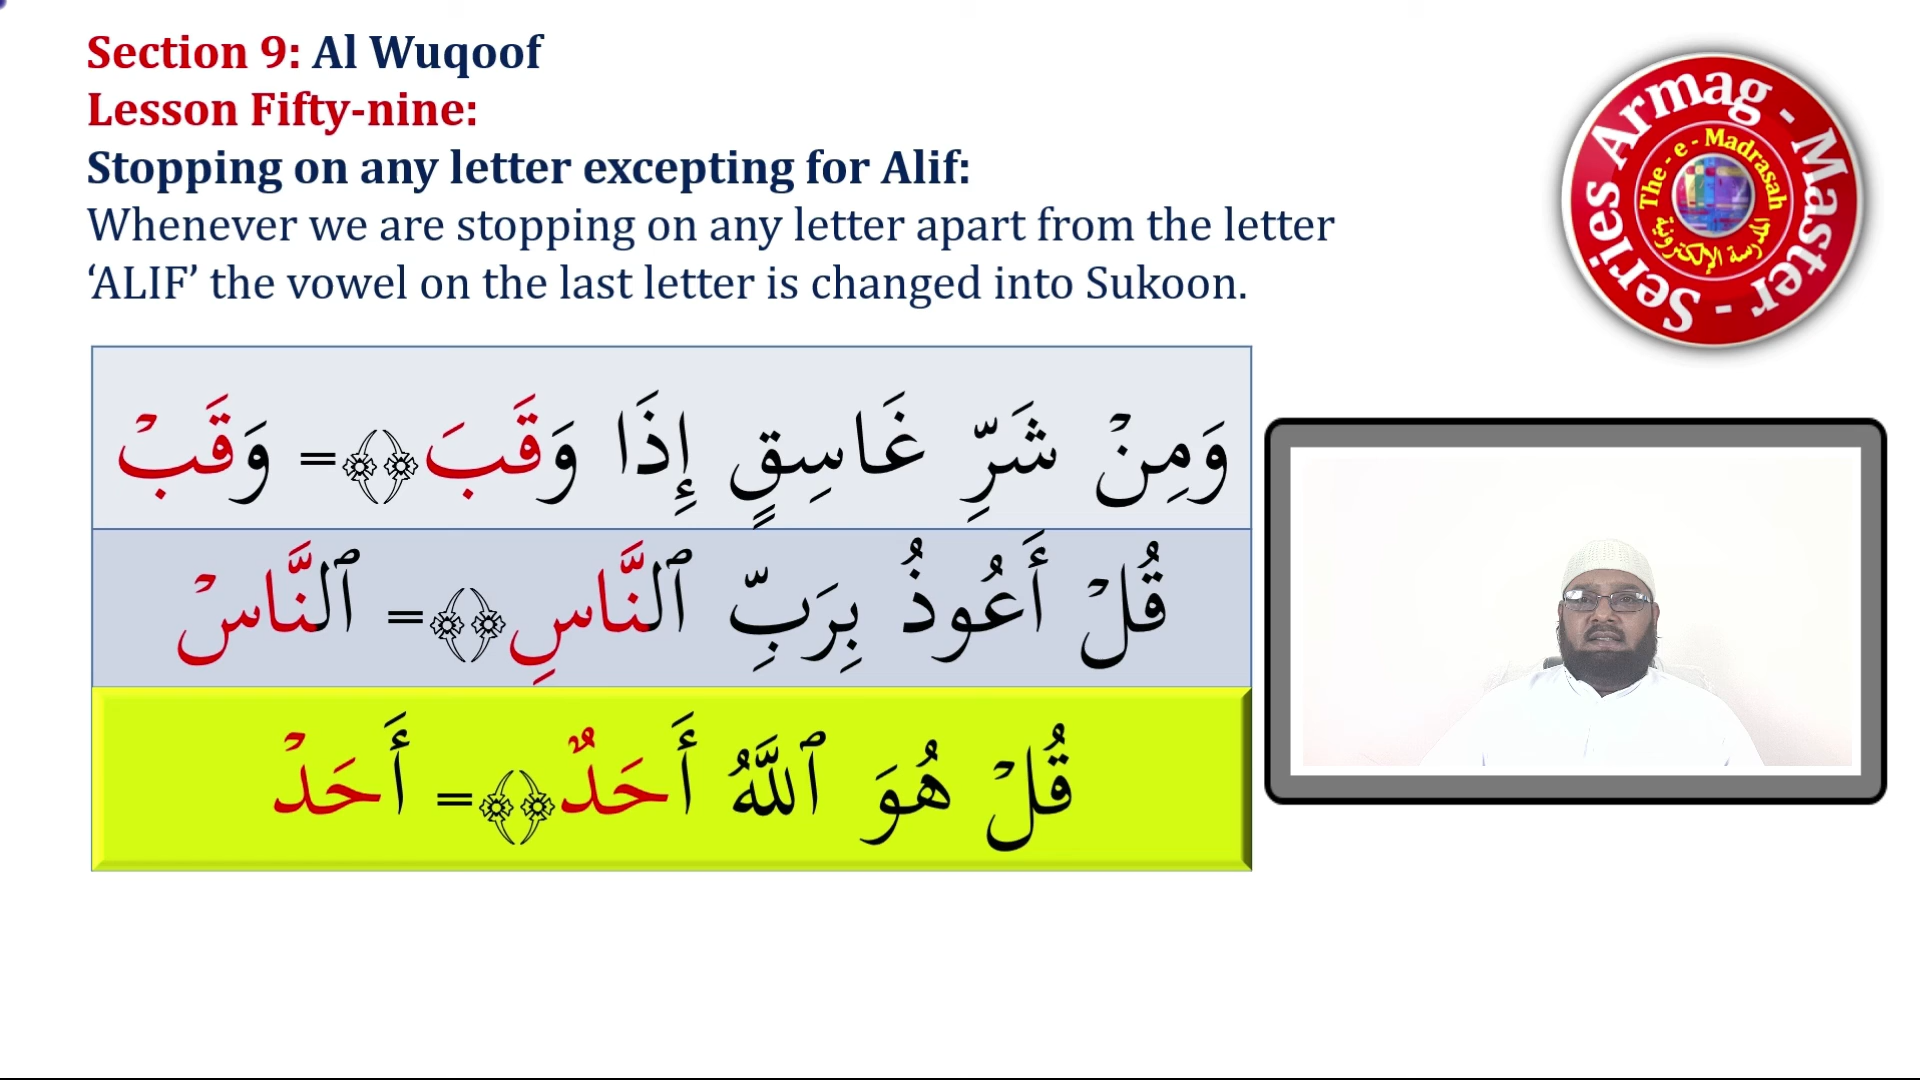 Section 9: Al Wuqoof
Lesson Fifty-nine:
Stopping on any letter excepting for Alif:
Whenever we are stopping on any letter apart from the letter
‘ALIF’ the vowel on the last letter is changed into Sukoon.
وَمِنۡ شَرِّ غَاسِقٍ إِذَا وَقَبَ ﴿﴾ = وَقَبۡ
قُلۡ أَعُوذُ بِرَبِّ ٱلنَّاسِ ﴿﴾ = ٱلنَّاسۡ
قُلۡ هُوَ ٱللَّهُ أَحَدٌ ﴿﴾ = أَحَدۡ
Armag - Master - Series
The - e - Madrasah
المدرسة الإلكترونية